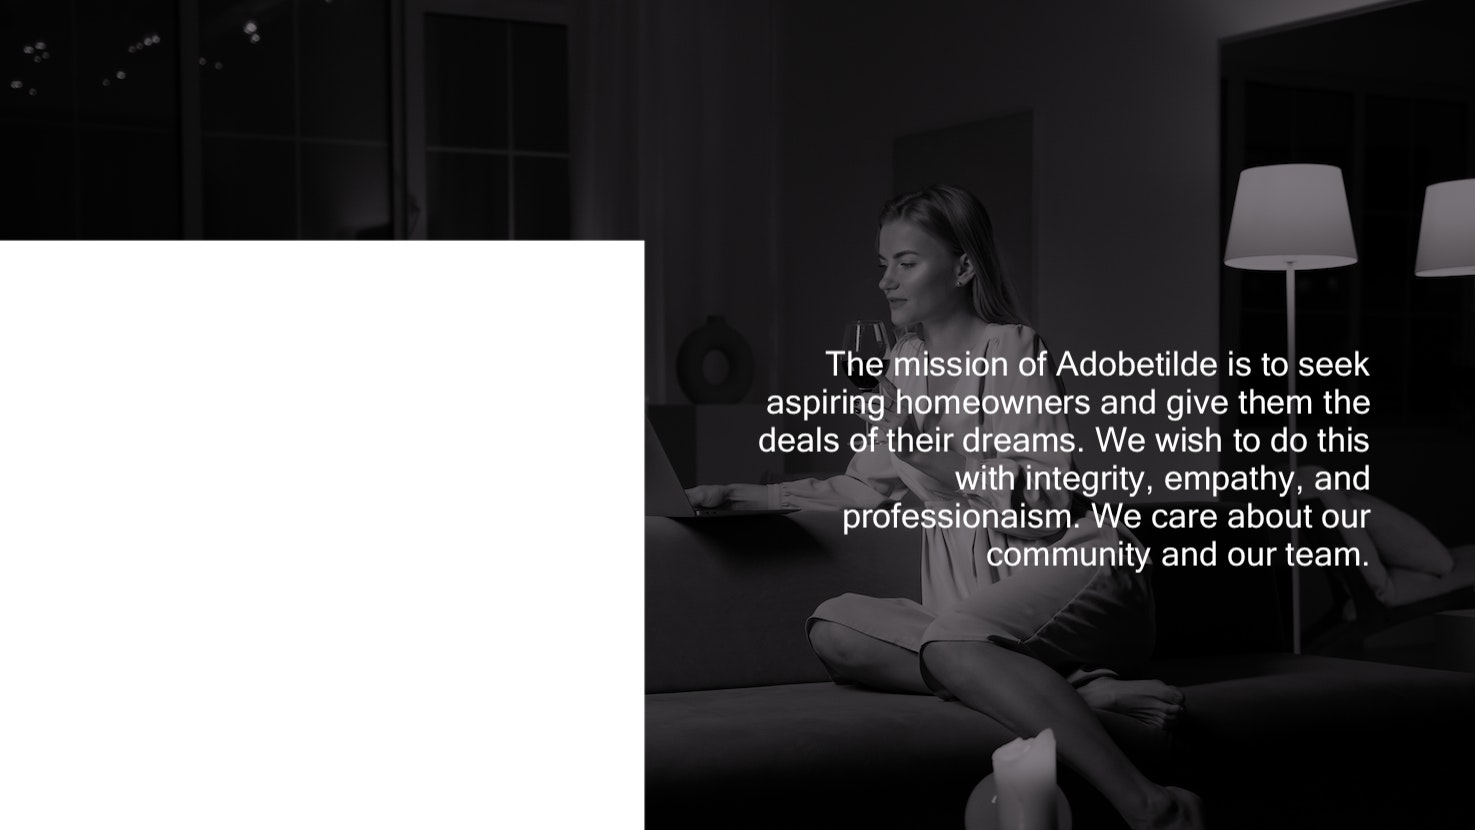 The mission of Adobetilde is to seek
aspiring homeowners and give them the
deals of their dreams. We wish to do this
with integrity, empathy, and
professionaism. We care about our
community and our team.